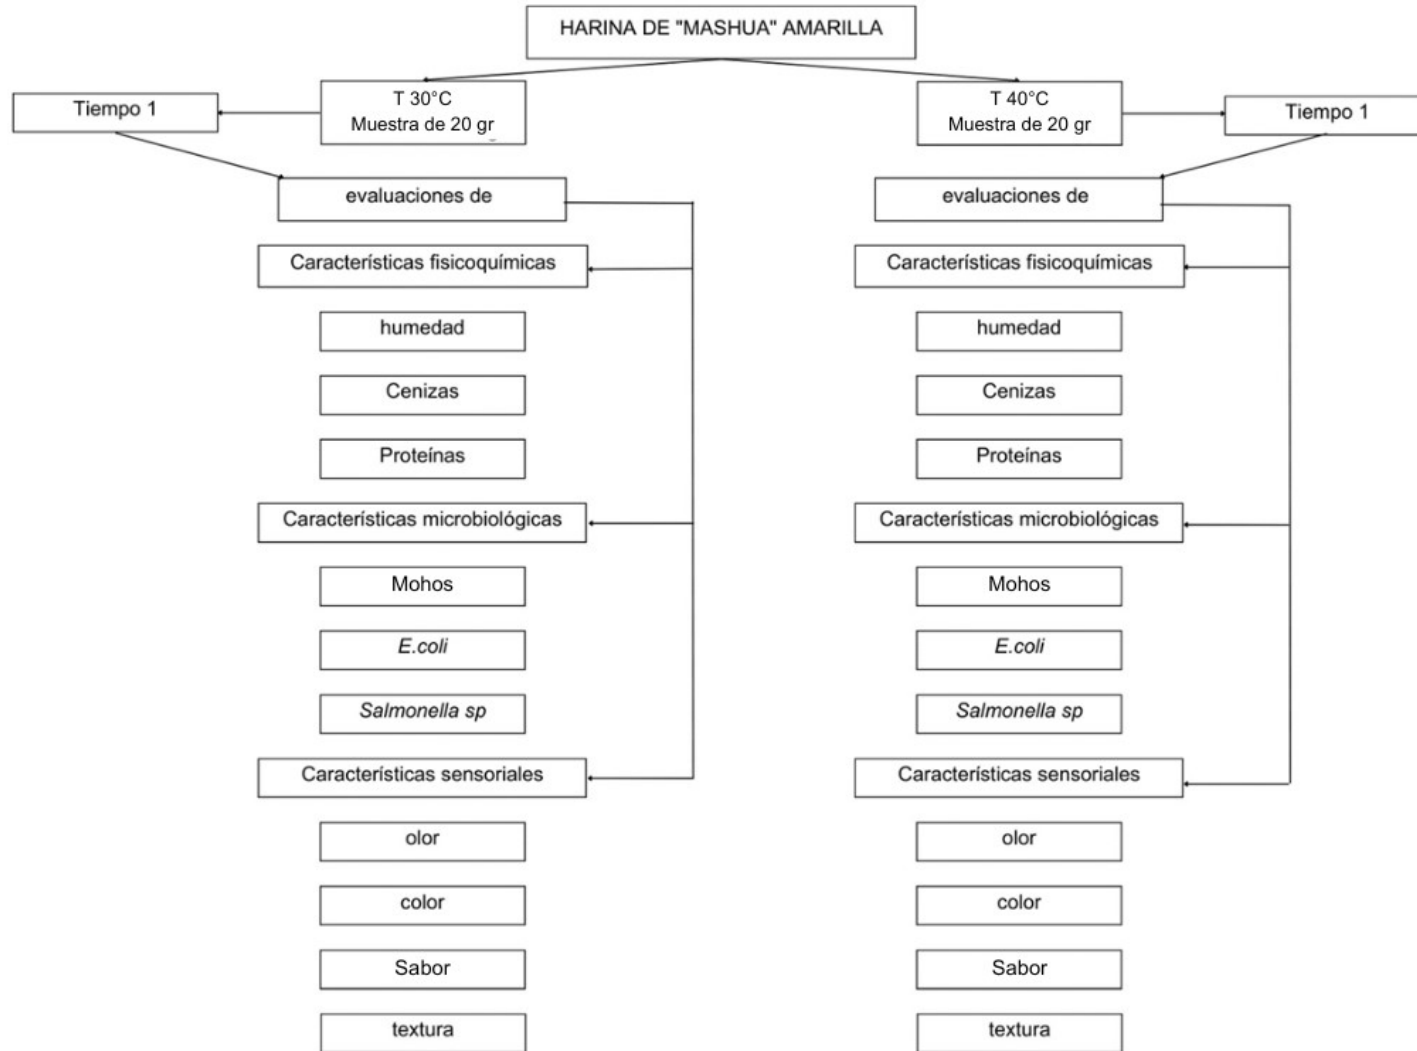 HARINA DE "MASHUA" AMARILLA
T 30°C
Muestra de 20 gr
Tiempo 1
evaluaciones de
Características fisicoquímicas
humedad
Cenizas
Proteínas
Características microbiológicas
Mohos
E.coli
Salmonella sp
Características sensoriales
olor
color
Sabor
textura
T 40°C
Muestra de 20 gr
Tiempo 1
evaluaciones de
Características fisicoquímicas
humedad
Cenizas
Proteínas
Características microbiológicas
Mohos
E.coli
Salmonella sp
Características sensoriales
olor
color
Sabor
textura